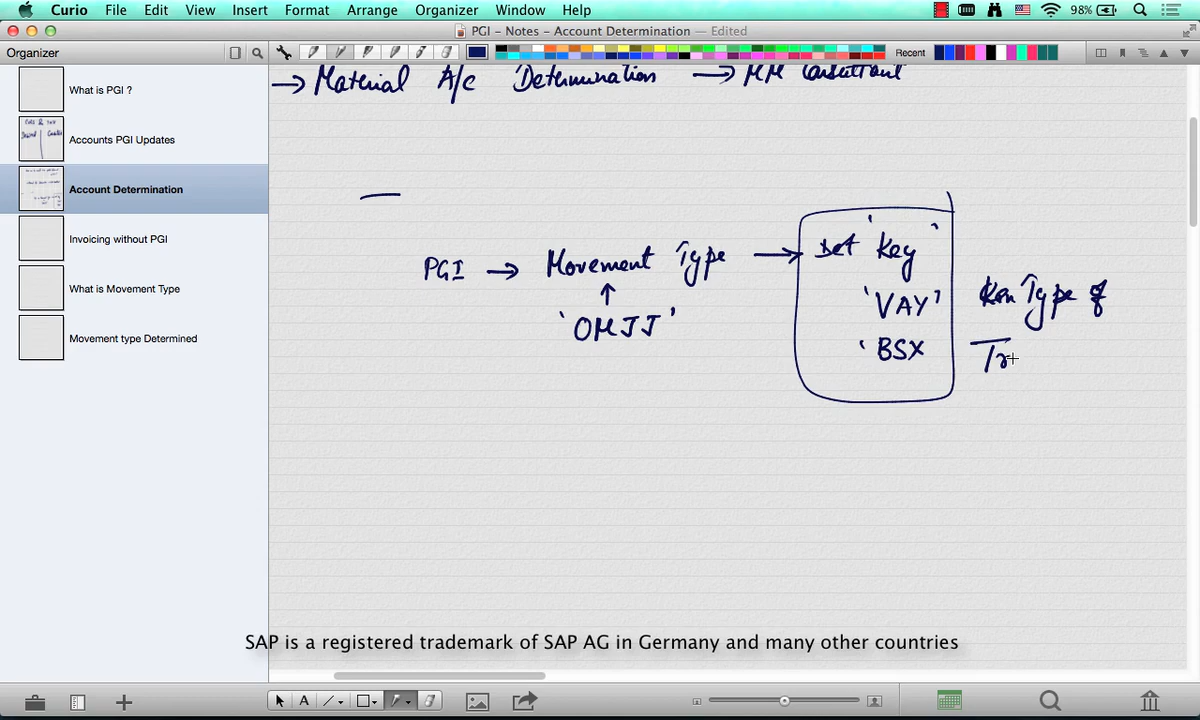 Curio File Edit View Insert Format Arrange Organizer Window Help 98%
PGI - Notes – Account Determination — Edited
Organizer
Recent
What is PGI ?
Accounts PGI Updates
Account Determination
Invoicing without PGI
What is Movement Type
Movement type Determined
→ Material A/c Determination → MM Consultant
PGI → Movement Type → Det 'Key'
↑
'OMJJ'
'VAY'
'BSX
Type of
Tr
SAP is a registered trademark of SAP AG in Germany and many other countries
A